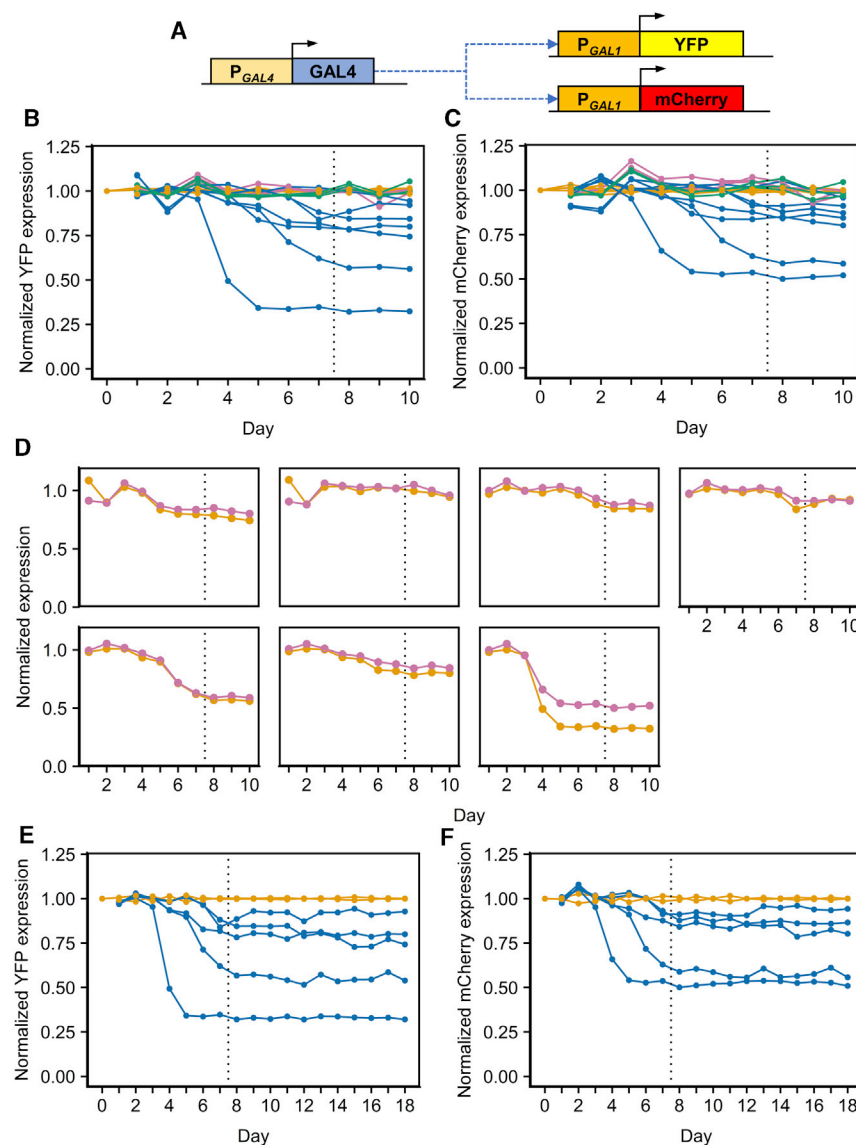 A
P_GAL4 GAL4
P_GAL1 YFP
P_GAL1 mCherry
B
Normalized YFP expression
1.25
1.00
0.75
0.50
0.25
0.00
0 2 4 6 8 10
Day
C
Normalized mCherry expression
1.25
1.00
0.75
0.50
0.25
0.00
0 2 4 6 8 10
Day
D
Normalized expression
1.0
0.5
0.0
2 4 6 8 10
1.0
0.5
0.0
2 4 6 8 10
2 4 6 8 10
2 4 6 8 10
Day
E
Normalized YFP expression
1.25
1.00
0.75
0.50
0.25
0.00
0 2 4 6 8 10 12 14 16 18
Day
F
Normalized mCherry expression
1.25
1.00
0.75
0.50
0.25
0.00
0 2 4 6 8 10 12 14 16 18
Day